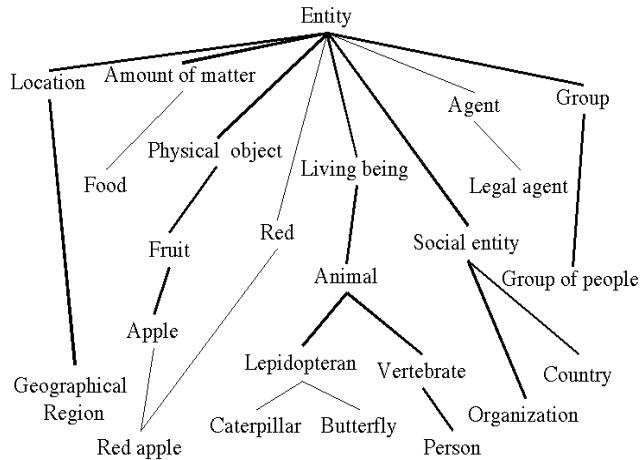 Entity
Location
Amount of matter
Agent
Group
Physical object
Living being
Food
Legal agent
Red
Fruit
Social entity
Animal
Group of people
Apple
Lepidopteran
Vertebrate
Country
Geographical
Region
Caterpillar
Butterfly
Organization
Red apple
Person